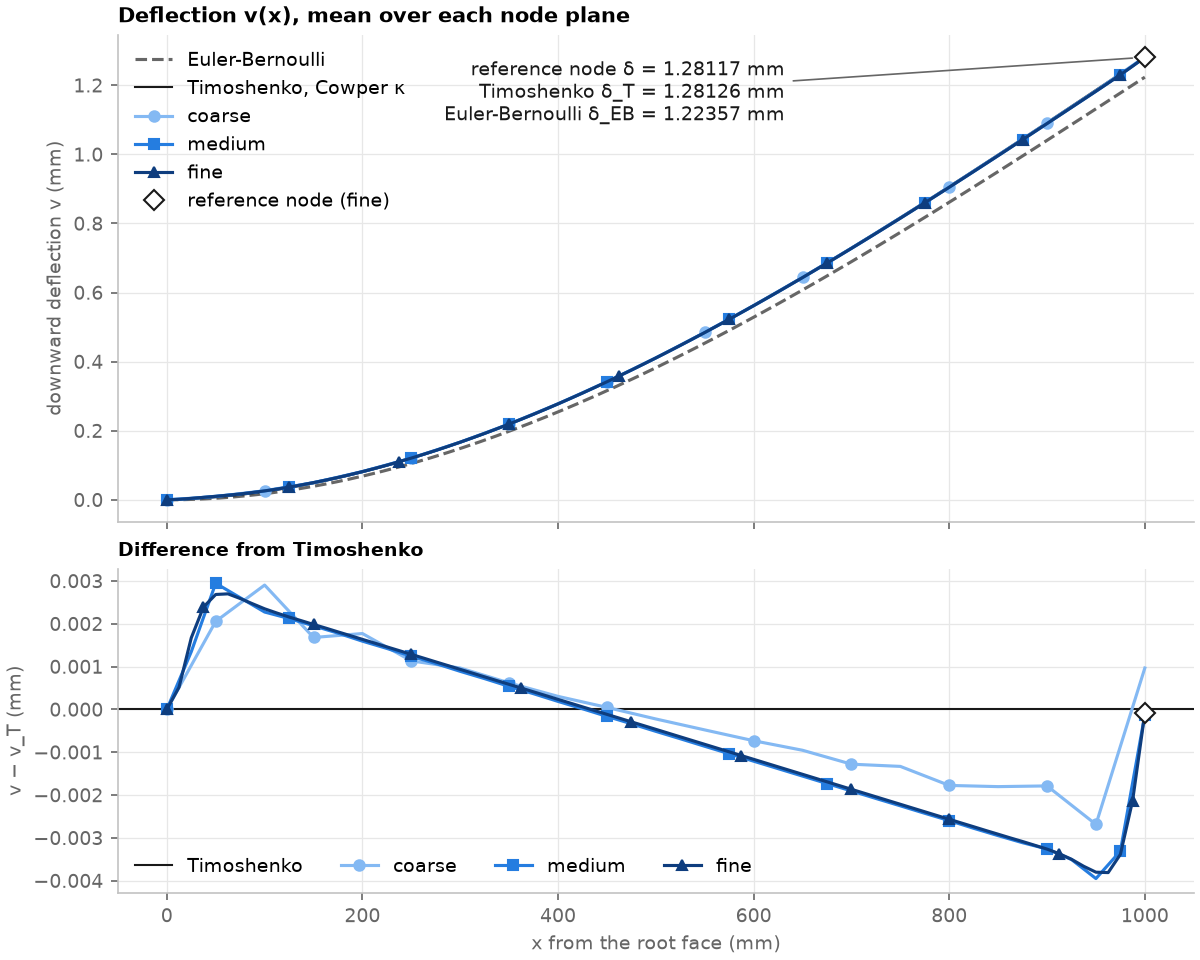 Deflection v(x), mean over each node plane
Euler-Bernoulli
Timoshenko, Cowper κ
coarse
medium
fine
reference node (fine)
reference node δ = 1.28117 mm
Timoshenko δ_T = 1.28126 mm
Euler-Bernoulli δ_EB = 1.22357 mm
downward deflection v (mm)
1.2
1.0
0.8
0.6
0.4
0.2
0.0
Difference from Timoshenko
v − v_T (mm)
0.003
0.002
0.001
0.000
−0.001
−0.002
−0.003
−0.004
Timoshenko coarse medium fine
0 200 400 600 800 1000
x from the root face (mm)